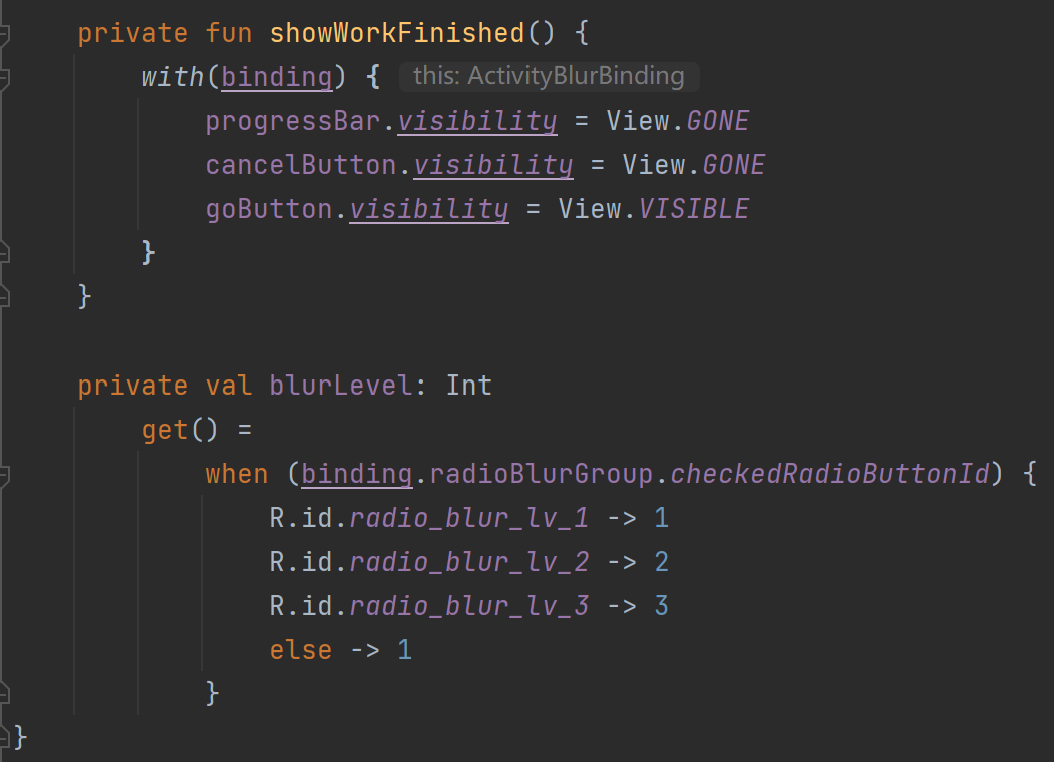 private fun showWorkFinished() {
with(binding) { this: ActivityBlurBinding
progressBar.visibility = View.GONE
cancelButton.visibility = View.GONE
goButton.visibility = View.VISIBLE
}
}
private val blurLevel: Int
get() =
when (binding.radioBlurGroup.checkedRadioButtonId) {
R.id.radio_blur_lv_1 -> 1
R.id.radio_blur_lv_2 -> 2
R.id.radio_blur_lv_3 -> 3
else -> 1
}
}